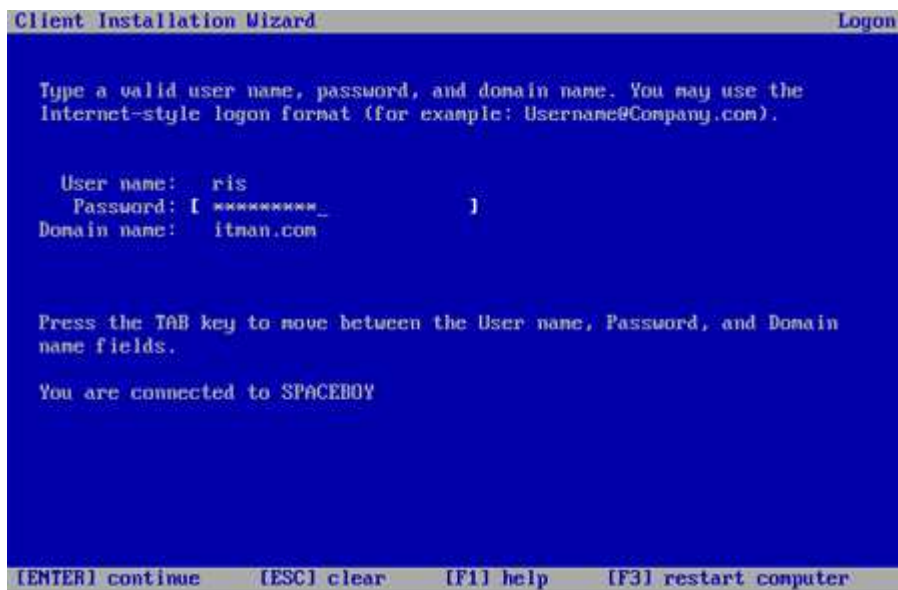 Client Installation Wizard Logon
Type a valid user name, password, and domain name. You may use the
Internet-style logon format (for example: Username@Company.com).
User name: ris
Password: [ *********_ ]
Domain name: itman.com
Press the TAB key to move between the User name, Password, and Domain
name fields.
You are connected to SPACEBOY
[ENTER] continue [ESC] clear [F1] help [F3] restart computer